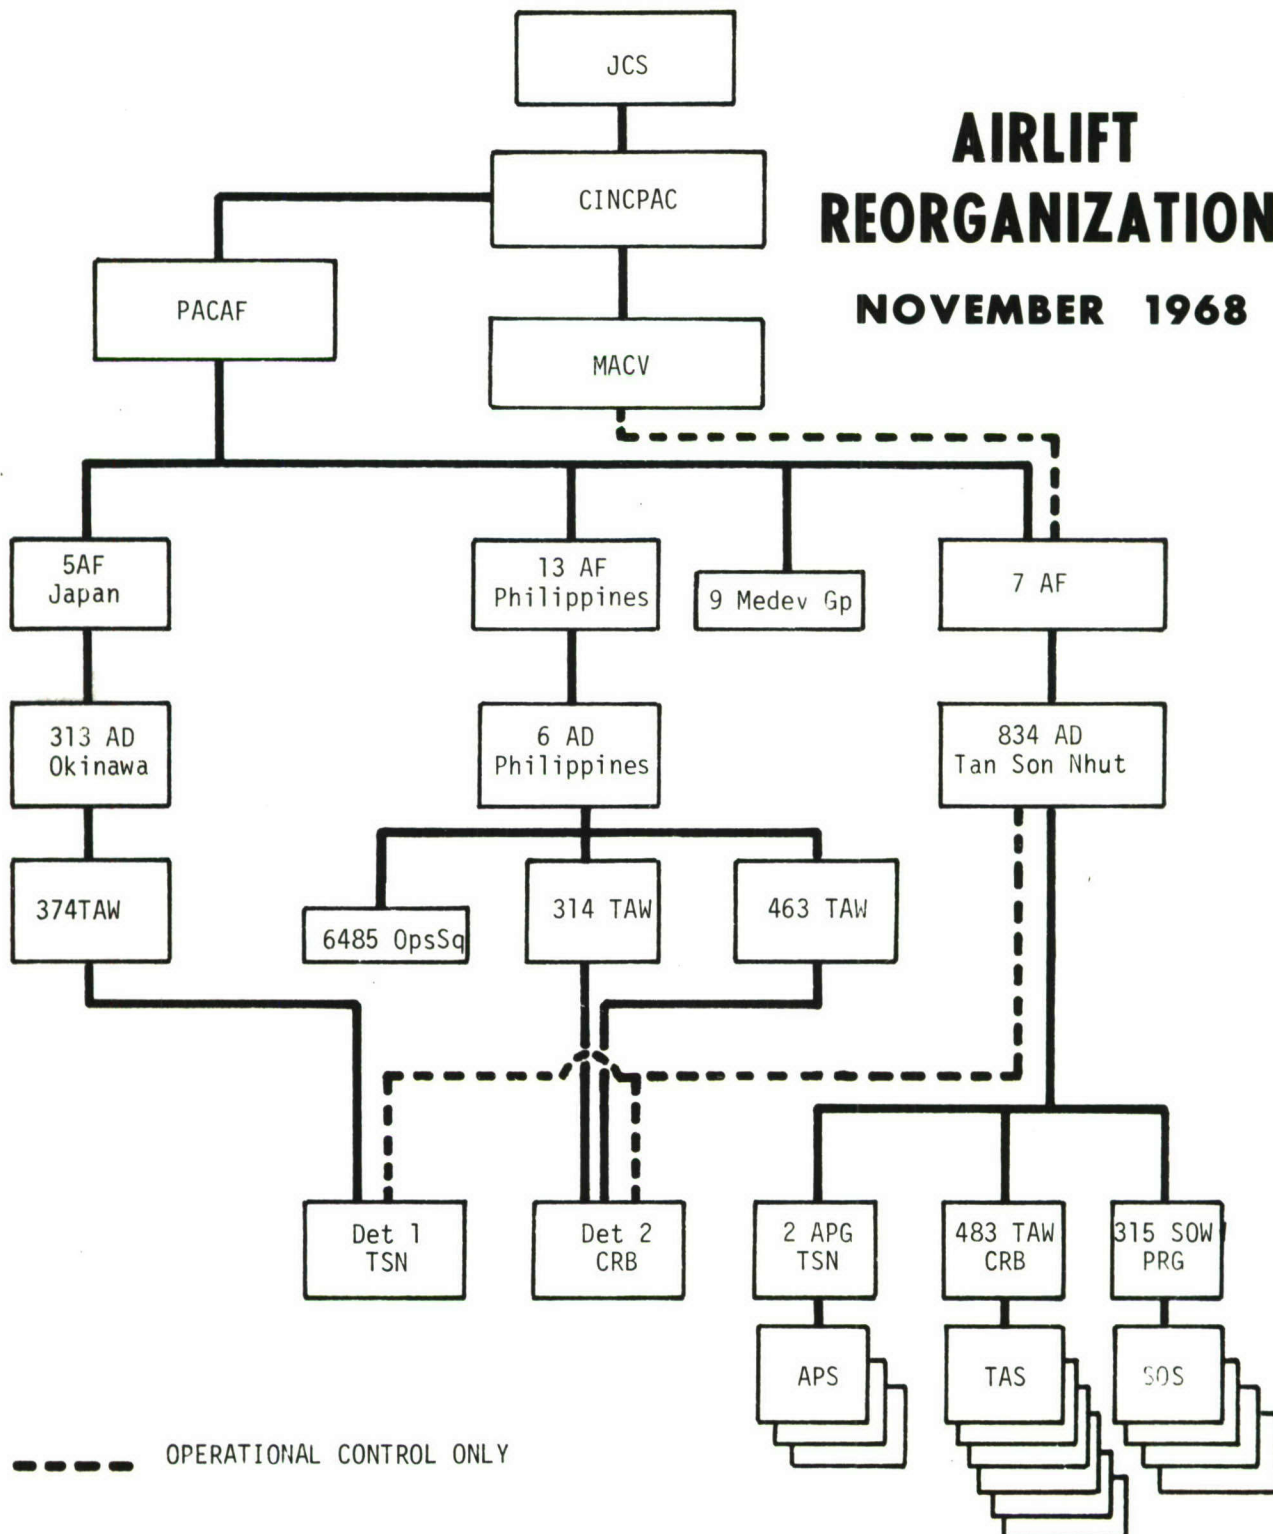 JCS
AIRLIFT
REORGANIZATION
NOVEMBER 1968
CINCPAC
PACAF
MACV
5AF
Japan
13 AF
Philippines
9 Medev Gp
7 AF
313 AD
Okinawa
6 AD
Philippines
834 AD
Tan Son Nhut
374TAW
6485 OpsSq
314 TAW
463 TAW
Det 1
TSN
Det 2
CRB
2 APG
TSN
483 TAW
CRB
315 SOW
PRG
APS
TAS
SOS
OPERATIONAL CONTROL ONLY